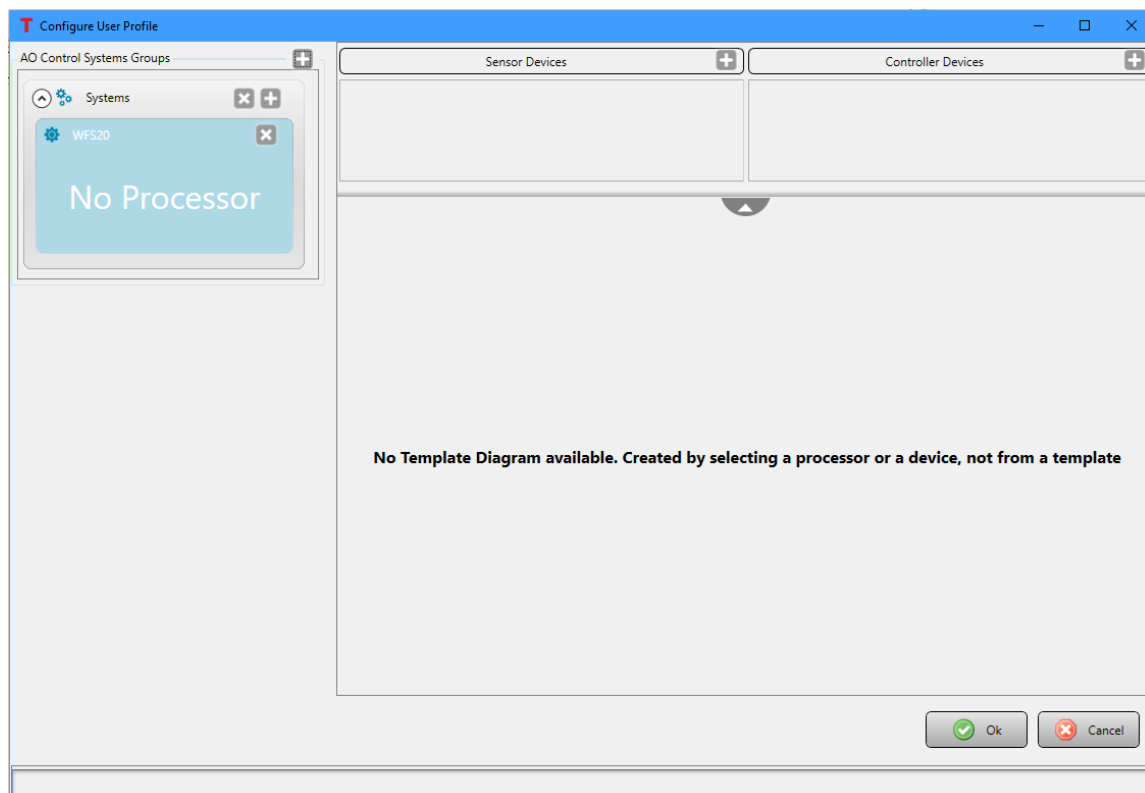 T Configure User Profile
AO Control Systems Groups
Sensor Devices
Controller Devices
Systems
WFS20
No Processor
No Template Diagram available. Created by selecting a processor or a device, not from a template
Ok
Cancel